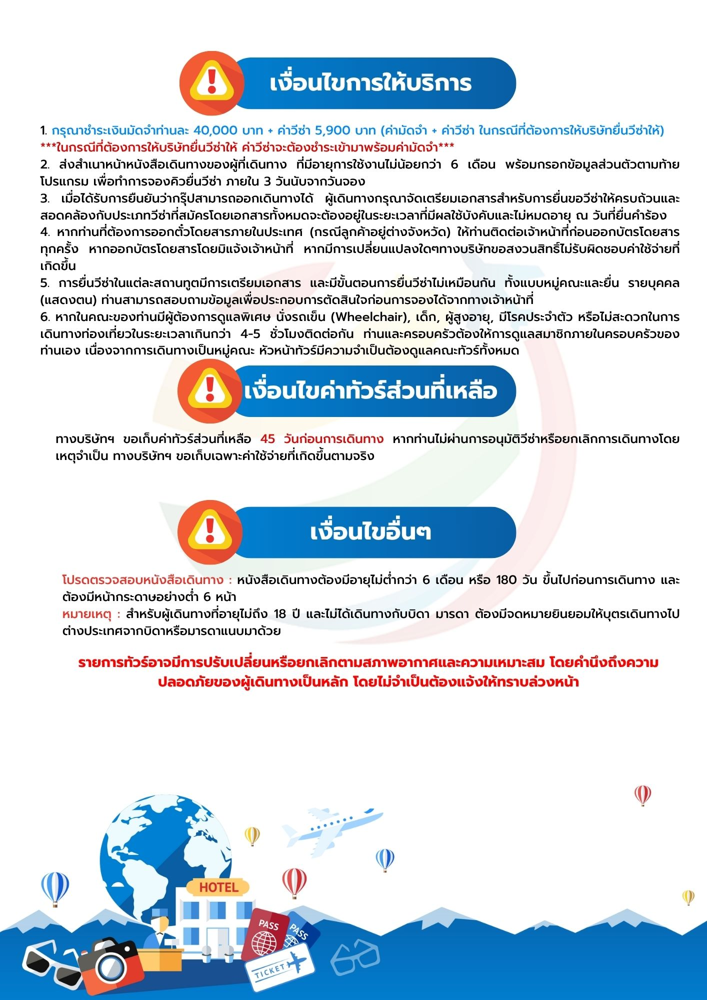 เงื่อนไขการให้บริการ
1. กรุณาชำระเงินมัดจำท่านละ 40,000 บาท + ค่าวีซ่า 5,900 บาท (ค่ามัดจำ + ค่าวีซ่า ในกรณีที่ต้องการให้บริษัทยื่นวีซ่าให้)
***ในกรณีที่ต้องการให้บริษัทยื่นวีซ่าให้ ค่าวีซ่าจะต้องชำระเข้ามาพร้อมค่ามัดจำ***
2. ส่งสำเนาหน้าหนังสือเดินทางของผู้ที่เดินทาง ที่มีอายุการใช้งานไม่น้อยกว่า 6 เดือน พร้อมกรอกข้อมูลส่วนตัวตามท้าย
โปรแกรม เพื่อทำการจองคิวยื่นวีซ่า ภายใน 3 วันนับจากวันจอง
3. เมื่อได้รับการยืนยันว่ากรุ๊ปสามารถออกเดินทางได้ ผู้เดินทางกรุณาจัดเตรียมเอกสารสำหรับการยื่นขอวีซ่าให้ครบถ้วนและ
สอดคล้องกับประเภทวีซ่าที่สมัครโดยเอกสารทั้งหมดจะต้องอยู่ในระยะเวลาที่มีผลใช้บังคับและไม่หมดอายุ ณ วันที่ยื่นคำร้อง
4. หากท่านที่ต้องการออกตั๋วโดยสารภายในประเทศ (กรณีลูกค้าอยู่ต่างจังหวัด) ให้ท่านติดต่อเจ้าหน้าที่ก่อนออกบัตรโดยสาร
ทุกครั้ง หากออกบัตรโดยสารโดยมิแจ้งเจ้าหน้าที่ หากมีการเปลี่ยนแปลงใดๆทางบริษัทขอสงวนสิทธิ์ไม่รับผิดชอบค่าใช้จ่ายที่
เกิดขึ้น
5. การยื่นวีซ่าในแต่ละสถานทูตมีการเตรียมเอกสาร และมีขั้นตอนการยื่นวีซ่าไม่เหมือนกัน ทั้งแบบหมู่คณะและยื่น รายบุคคล
(แสดงตน) ท่านสามารถสอบถามข้อมูลเพื่อประกอบการตัดสินใจก่อนการจองได้จากทางเจ้าหน้าที่
6. หากในคณะของท่านมีผู้ต้องการดูแลพิเศษ นั่งรถเข็น (Wheelchair), เด็ก, ผู้สูงอายุ, มีโรคประจำตัว หรือไม่สะดวกในการ
เดินทางท่องเที่ยวในระยะเวลาเกินกว่า 4-5 ชั่วโมงติดต่อกัน ท่านและครอบครัวต้องให้การดูแลสมาชิกภายในครอบครัวของ
ท่านเอง เนื่องจากการเดินทางเป็นหมู่คณะ หัวหน้าทัวร์มีความจำเป็นต้องดูแลคณะทัวร์ทั้งหมด
เงื่อนไขค่าทัวร์ส่วนที่เหลือ
ทางบริษัทฯ ขอเก็บค่าทัวร์ส่วนที่เหลือ 45 วันก่อนการเดินทาง หากท่านไม่ผ่านการอนุมัติวีซ่าหรือยกเลิกการเดินทางโดย
เหตุจำเป็น ทางบริษัทฯ ขอเก็บเฉพาะค่าใช้จ่ายที่เกิดขึ้นตามจริง
เงื่อนไขอื่นๆ
โปรดตรวจสอบหนังสือเดินทาง : หนังสือเดินทางต้องมีอายุไม่ต่ำกว่า 6 เดือน หรือ 180 วัน ขึ้นไปก่อนการเดินทาง และ
ต้องมีหน้ากระดาษอย่างต่ำ 6 หน้า
หมายเหตุ : สำหรับผู้เดินทางที่อายุไม่ถึง 18 ปี และไม่ได้เดินทางกับบิดา มารดา ต้องมีจดหมายยินยอมให้บุตรเดินทางไป
ต่างประเทศจากบิดาหรือมารดาแนบมาด้วย
รายการทัวร์อาจมีการปรับเปลี่ยนหรือยกเลิกตามสภาพอากาศและความเหมาะสม โดยคำนึงถึงความ
ปลอดภัยของผู้เดินทางเป็นหลัก โดยไม่จำเป็นต้องแจ้งให้ทราบล่วงหน้า
HOTEL
PASS
PASS
TICKET